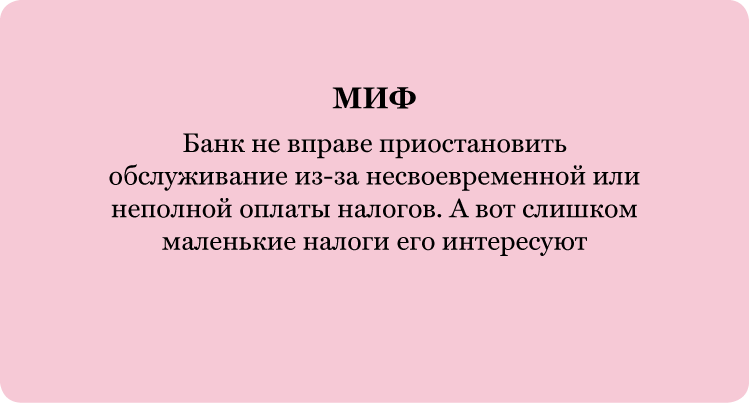 МИФ
Банк не вправе приостановить
обслуживание из-за несвоевременной или
неполной оплаты налогов. А вот слишком
маленькие налоги его интересуют